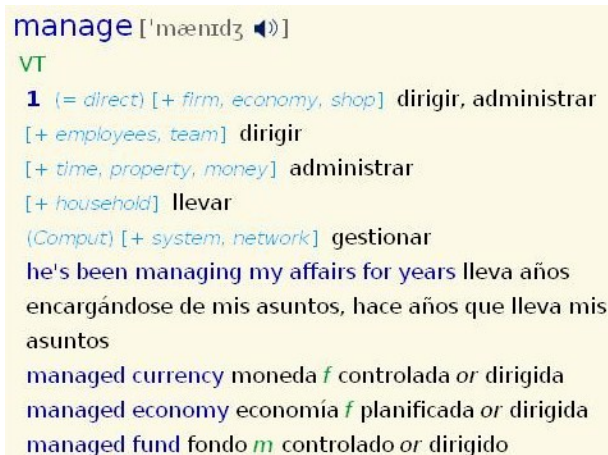 manage ['mænɪdʒ ]
VT
1 (= direct) [+ firm, economy, shop] dirigir, administrar
[+ employees, team] dirigir
[+ time, property, money] administrar
[+ household] llevar
(Comput) [+ system, network] gestionar
he's been managing my affairs for years lleva años
encargándose de mis asuntos, hace años que lleva mis
asuntos
managed currency moneda f controlada or dirigida
managed economy economía f planificada or dirigida
managed fund fondo m controlado or dirigido